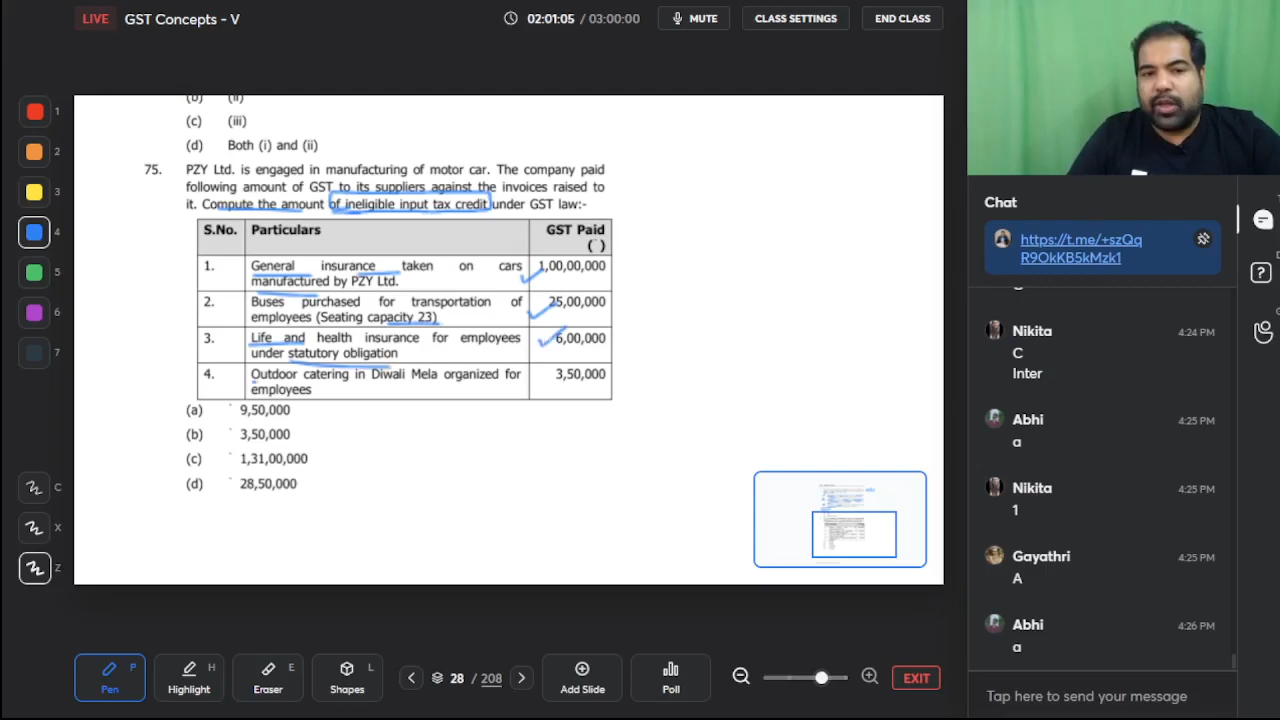 LIVE GST Concepts - V 02:01:05 / 03:00:00 MUTE CLASS SETTINGS END CLASS
1
2
3
4
5
6
7
C
X
Z
(b) (ii)
(c) (iii)
(d) Both (i) and (ii)
75. PZY Ltd. is engaged in manufacturing of motor car. The company paid
following amount of GST to its suppliers against the invoices raised to
it. Compute the amount of ineligible input tax credit under GST law:-
S.No. Particulars GST Paid
( )
1. General insurance taken on cars 1,00,00,000
manufactured by PZY Ltd.
2. Buses purchased for transportation of 25,00,000
employees (Seating capacity 23)
3. Life and health insurance for employees 6,00,000
under statutory obligation
4. Outdoor catering in Diwali Mela organized for 3,50,000
employees
(a) 9,50,000
(b) 3,50,000
(c) 1,31,00,000
(d) 28,50,000
Pen P
Highlight H
Eraser E
Shapes L
28 / 208
Add Slide
Poll
EXIT
Chat
https://t.me/+szQq
R9OkKB5kMzk1
Nikita 4:24 PM
C
Inter
Abhi 4:25 PM
a
Nikita 4:25 PM
1
Gayathri 4:25 PM
A
Abhi 4:26 PM
a
Tap here to send your message